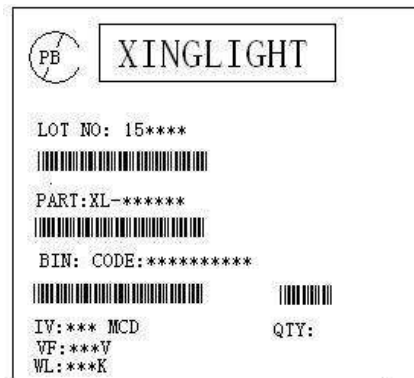 PB
XINGLIGHT
LOT NO: 15****
PART:XL-******
BIN: CODE:**********
IV:*** MCD QTY:
VF:***V
WL:***K